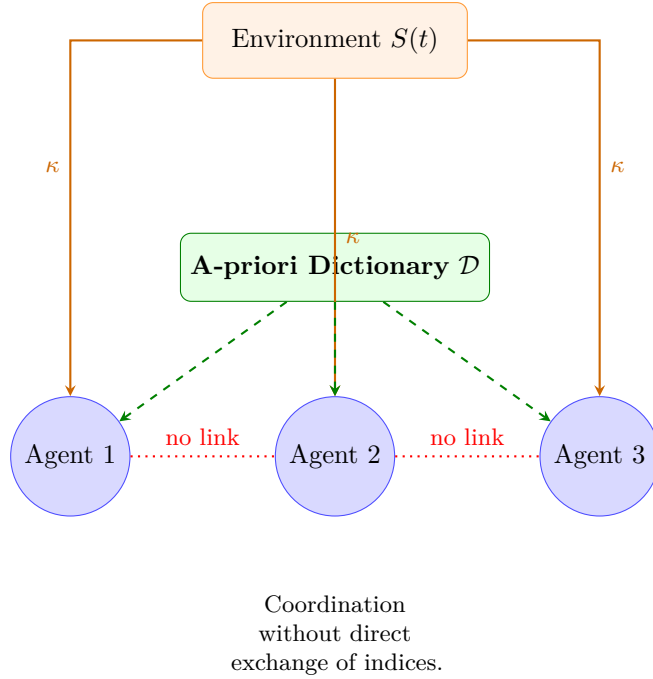 Environment S(t)
κ
κ
κ
A-priori Dictionary 𝒟
Agent 1
no link
Agent 2
no link
Agent 3
Coordination
without direct
exchange of indices.